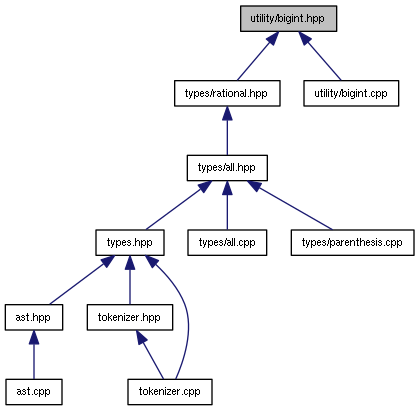 utility/bigint.hpp
types/rational.hpp
utility/bigint.cpp
types/all.hpp
types.hpp
types/all.cpp
types/parenthesis.cpp
ast.hpp
tokenizer.hpp
ast.cpp
tokenizer.cpp